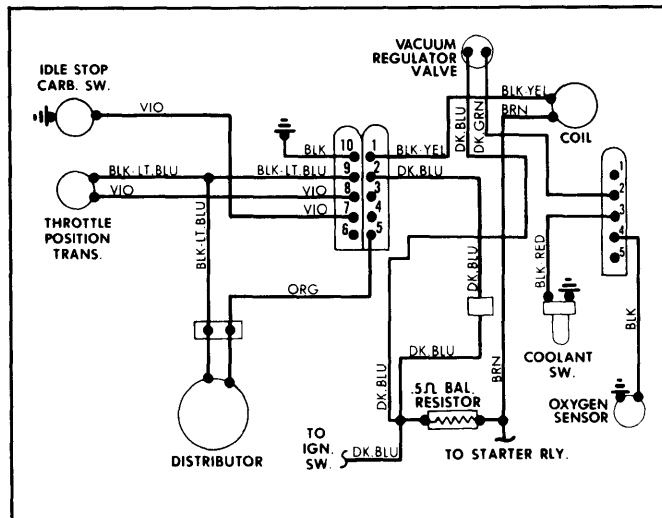 VACUUM
REGULATOR
VALVE
IDLE STOP
CARB. SW.
BLK-YEL
BRN
COIL
VIO
DK.BLU
DK.GRN
BLK
10
1
BLK-YEL
1
BLK-LT.BLU
BLK-LT.BLU
9
2
DK.BLU
2
VIO
VIO
8
3
3
THROTTLE
POSITION
TRANS.
VIO
7
4
4
6
5
5
BLK-LT.BLU
DK.BLU
BLK-RED
BLK
ORG
COOLANT
SW.
DK.BLU
DK.BLU
BRN
.5Ω BAL.
RESISTOR
OXYGEN
SENSOR
DISTRIBUTOR
TO
IGN.
SW.
DK.BLU
TO STARTER RLY.